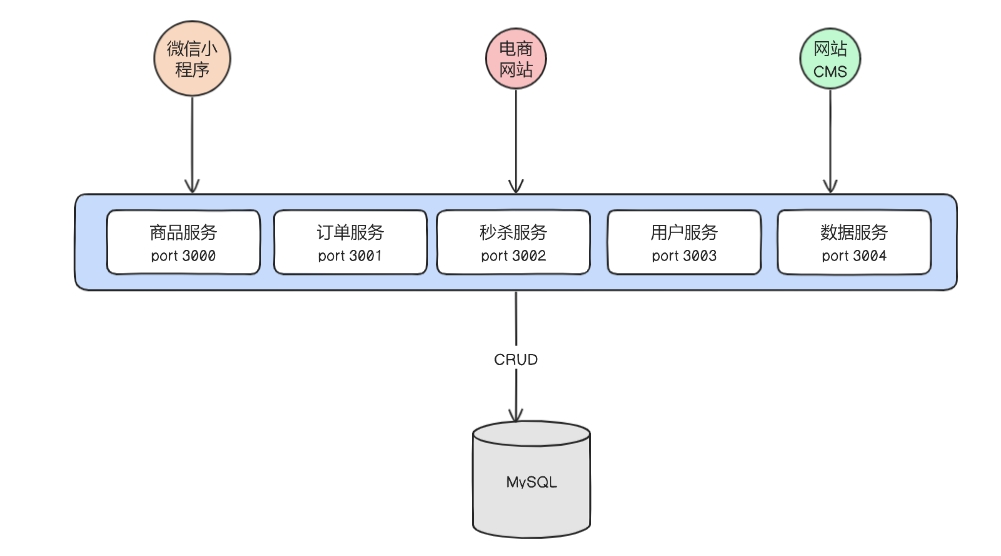 微信小
程序
电商
网站
网站
CMS
商品服务
port 3000
订单服务
port 3001
秒杀服务
port 3002
用户服务
port 3003
数据服务
port 3004
CRUD
MySQL